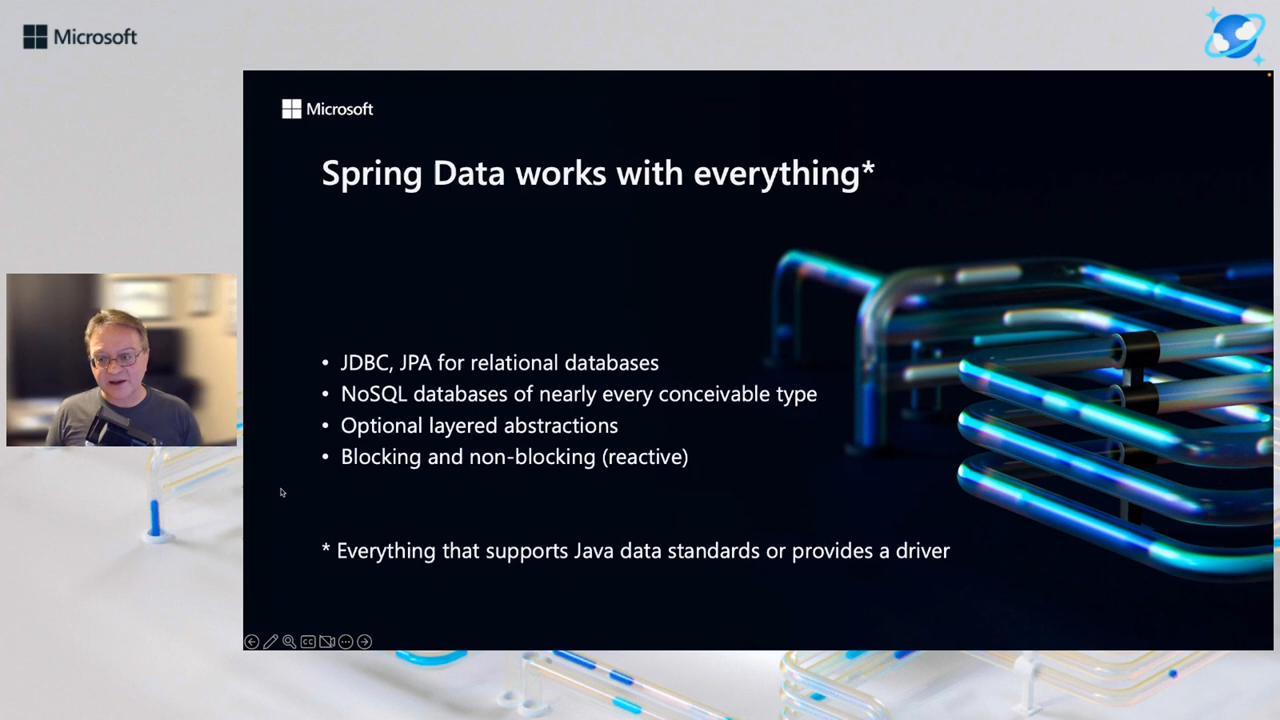 Microsoft
Microsoft
Spring Data works with everything*
• JDBC, JPA for relational databases
• NoSQL databases of nearly every conceivable type
• Optional layered abstractions
• Blocking and non-blocking (reactive)
* Everything that supports Java data standards or provides a driver
CC